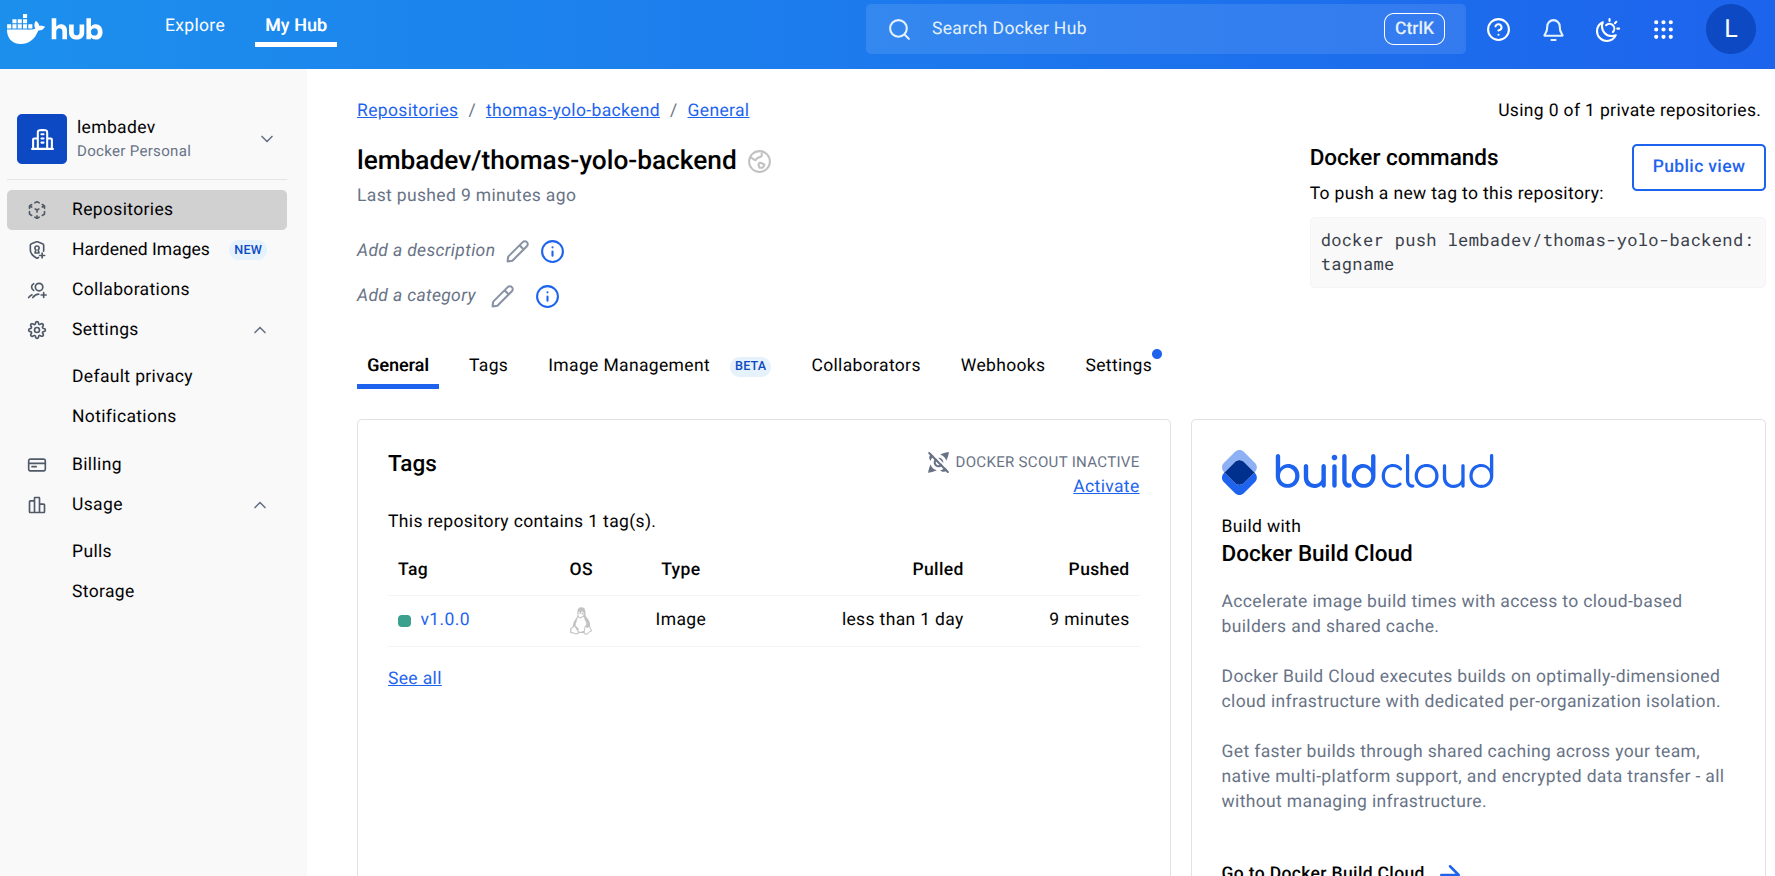 hub
Explore
My Hub
Search Docker Hub
CtrlK
L
lembadev
Docker Personal
Repositories
Hardened Images NEW
Collaborations
Settings
Default privacy
Notifications
Billing
Usage
Pulls
Storage
Repositories / thomas-yolo-backend / General
Using 0 of 1 private repositories.
lembadev/thomas-yolo-backend
Last pushed 9 minutes ago
Add a description
Add a category
Docker commands
Public view
To push a new tag to this repository:
docker push lembadev/thomas-yolo-backend:
tagname
General Tags Image Management BETA Collaborators Webhooks Settings
Tags
DOCKER SCOUT INACTIVE
Activate
This repository contains 1 tag(s).
Tag OS Type Pulled Pushed
v1.0.0 Image less than 1 day 9 minutes
See all
buildcloud
Build with
Docker Build Cloud
Accelerate image build times with access to cloud-based
builders and shared cache.
Docker Build Cloud executes builds on optimally-dimensioned
cloud infrastructure with dedicated per-organization isolation.
Get faster builds through shared caching across your team,
native multi-platform support, and encrypted data transfer - all
without managing infrastructure.
Go to Docker Build Cloud